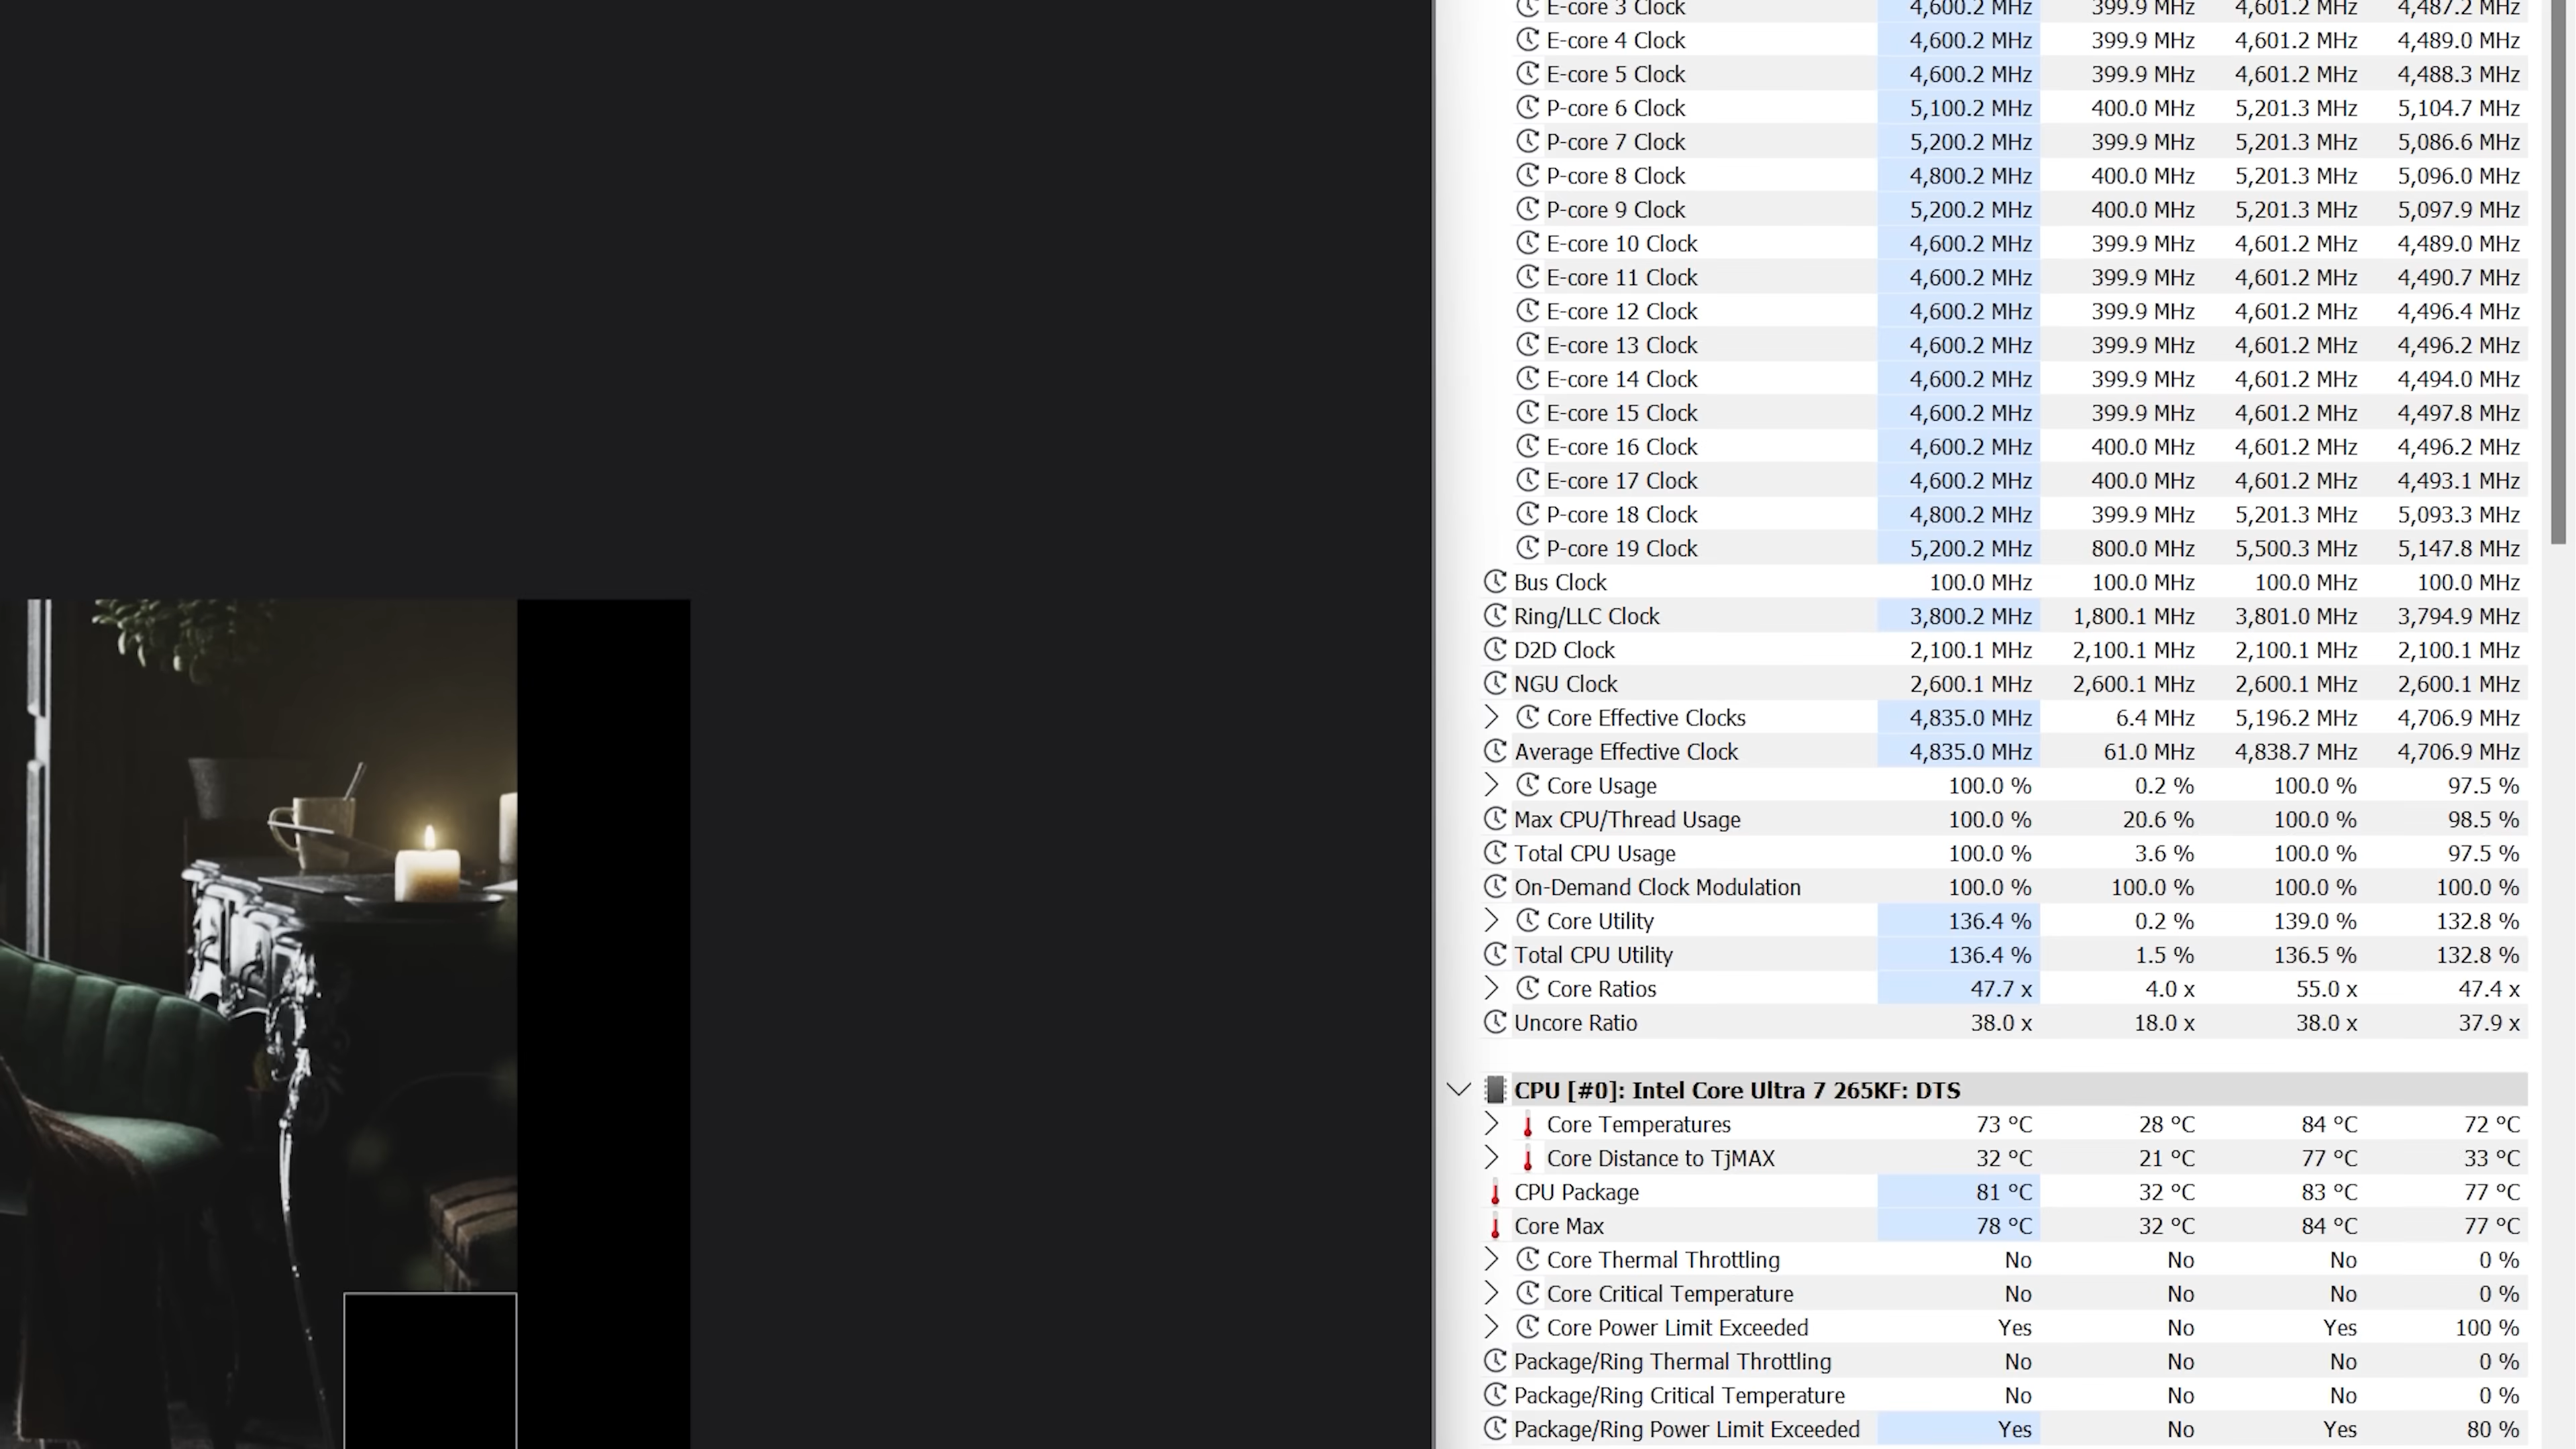 E-core 3 Clock 4,600.2 MHz 399.9 MHz 4,601.2 MHz 4,487.2 MHz
E-core 4 Clock 4,600.2 MHz 399.9 MHz 4,601.2 MHz 4,489.0 MHz
E-core 5 Clock 4,600.2 MHz 399.9 MHz 4,601.2 MHz 4,488.3 MHz
P-core 6 Clock 5,100.2 MHz 400.0 MHz 5,201.3 MHz 5,104.7 MHz
P-core 7 Clock 5,200.2 MHz 399.9 MHz 5,201.3 MHz 5,086.6 MHz
P-core 8 Clock 4,800.2 MHz 400.0 MHz 5,201.3 MHz 5,096.0 MHz
P-core 9 Clock 5,200.2 MHz 400.0 MHz 5,201.3 MHz 5,097.9 MHz
E-core 10 Clock 4,600.2 MHz 399.9 MHz 4,601.2 MHz 4,489.0 MHz
E-core 11 Clock 4,600.2 MHz 399.9 MHz 4,601.2 MHz 4,490.7 MHz
E-core 12 Clock 4,600.2 MHz 399.9 MHz 4,601.2 MHz 4,496.4 MHz
E-core 13 Clock 4,600.2 MHz 399.9 MHz 4,601.2 MHz 4,496.2 MHz
E-core 14 Clock 4,600.2 MHz 399.9 MHz 4,601.2 MHz 4,494.0 MHz
E-core 15 Clock 4,600.2 MHz 399.9 MHz 4,601.2 MHz 4,497.8 MHz
E-core 16 Clock 4,600.2 MHz 400.0 MHz 4,601.2 MHz 4,496.2 MHz
E-core 17 Clock 4,600.2 MHz 400.0 MHz 4,601.2 MHz 4,493.1 MHz
P-core 18 Clock 4,800.2 MHz 399.9 MHz 5,201.3 MHz 5,093.3 MHz
P-core 19 Clock 5,200.2 MHz 800.0 MHz 5,500.3 MHz 5,147.8 MHz
Bus Clock 100.0 MHz 100.0 MHz 100.0 MHz 100.0 MHz
Ring/LLC Clock 3,800.2 MHz 1,800.1 MHz 3,801.0 MHz 3,794.9 MHz
D2D Clock 2,100.1 MHz 2,100.1 MHz 2,100.1 MHz 2,100.1 MHz
NGU Clock 2,600.1 MHz 2,600.1 MHz 2,600.1 MHz 2,600.1 MHz
Core Effective Clocks 4,835.0 MHz 6.4 MHz 5,196.2 MHz 4,706.9 MHz
Average Effective Clock 4,835.0 MHz 61.0 MHz 4,838.7 MHz 4,706.9 MHz
Core Usage 100.0 % 0.2 % 100.0 % 97.5 %
Max CPU/Thread Usage 100.0 % 20.6 % 100.0 % 98.5 %
Total CPU Usage 100.0 % 3.6 % 100.0 % 97.5 %
On-Demand Clock Modulation 100.0 % 100.0 % 100.0 % 100.0 %
Core Utility 136.4 % 0.2 % 139.0 % 132.8 %
Total CPU Utility 136.4 % 1.5 % 136.5 % 132.8 %
Core Ratios 47.7 x 4.0 x 55.0 x 47.4 x
Uncore Ratio 38.0 x 18.0 x 38.0 x 37.9 x
CPU [#0]: Intel Core Ultra 7 265KF: DTS
Core Temperatures 73 °C 28 °C 84 °C 72 °C
Core Distance to TjMAX 32 °C 21 °C 77 °C 33 °C
CPU Package 81 °C 32 °C 83 °C 77 °C
Core Max 78 °C 32 °C 84 °C 77 °C
Core Thermal Throttling No No No 0 %
Core Critical Temperature No No No 0 %
Core Power Limit Exceeded Yes No Yes 100 %
Package/Ring Thermal Throttling No No No 0 %
Package/Ring Critical Temperature No No No 0 %
Package/Ring Power Limit Exceeded Yes No Yes 80 %